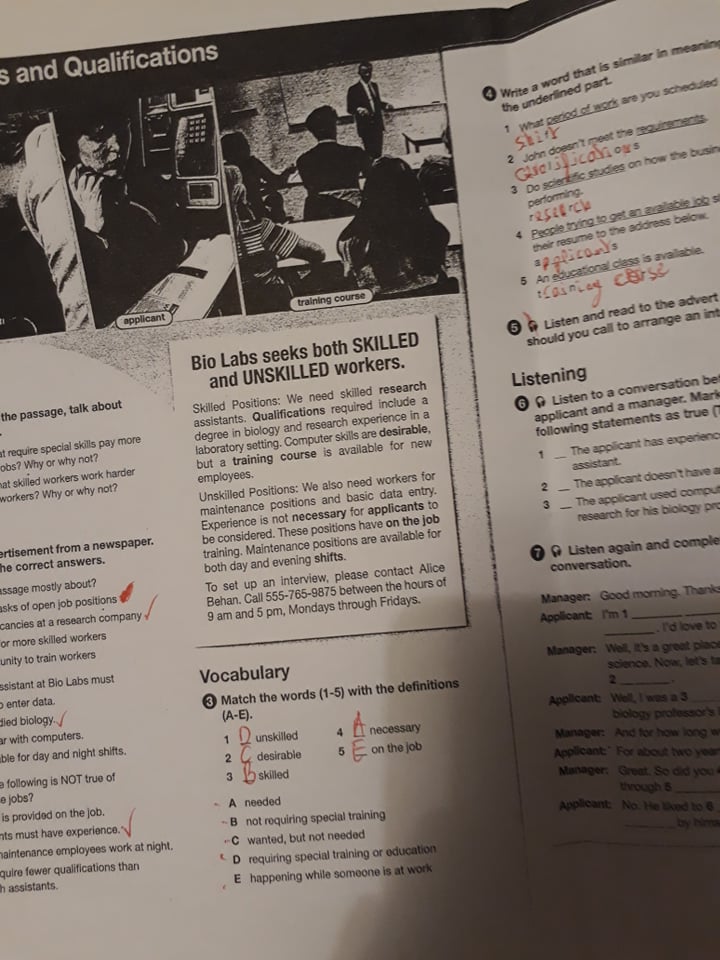 s and Qualifications
applicant
training course
the passage, talk about
at require special skills pay more
obs? Why or why not?
nat skilled workers work harder
workers? Why or why not?
ertisement from a newspaper.
he correct answers.
assage mostly about?
asks of open job positions
cancies at a research company
or more skilled workers
unity to train workers
ssistant at Bio Labs must
o enter data.
died biology.
ar with computers.
ble for day and night shifts.
e following is NOT true of
e jobs?
is provided on the job.
nts must have experience.
maintenance employees work at night.
quire fewer qualifications than
h assistants.
Bio Labs seeks both SKILLED
and UNSKILLED workers.
Skilled Positions: We need skilled research
assistants. Qualifications required include a
degree in biology and research experience in a
laboratory setting. Computer skills are desirable,
but a training course is available for new
employees.
Unskilled Positions: We also need workers for
maintenance positions and basic data entry.
Experience is not necessary for applicants to
be considered. These positions have on the job
training. Maintenance positions are available for
both day and evening shifts.
To set up an interview, please contact Alice
Behan. Call 555-765-9875 between the hours of
9 am and 5 pm, Mondays through Fridays.
Vocabulary
3 Match the words (1-5) with the definitions
(A-E).
1 D unskilled
2 C desirable
3 B skilled
4 A necessary
5 E on the job
A needed
B not requiring special training
C wanted, but not needed
D requiring special training or education
E happening while someone is at work
4 Write a word that is similar in meaning
the underlined part.
1 What period of work are you scheduled
shift
2 John doesn't meet the requirements.
3 Do scientific studies on how the busin
performing.
research
4 People trying to get an available job s
their resume to the address below.
applicants
5 An educational class is available.
5 Listen and read to the advert
should you call to arrange an int
Listening
6 Listen to a conversation bet
applicant and a manager. Mark
following statements as true (T
1 _ The applicant has experienc
assistant.
2 _ The applicant doesn't have a
3 _ The applicant used comput
research for his biology pro
7 Listen again and comple
conversation.
Manager: Good morning. Thanks
Applicant: I'm 1 ______
______. I'd love to
Manager: Well, it's a great place
science. Now, let's ta
2 ______.
Applicant: Well, I was a 3 ______
biology professor's l
Manager: And for how long w
Applicant: For about two year
Manager: Great. So did you
through 5 ______
Applicant: No. He liked to 6
______ by hims